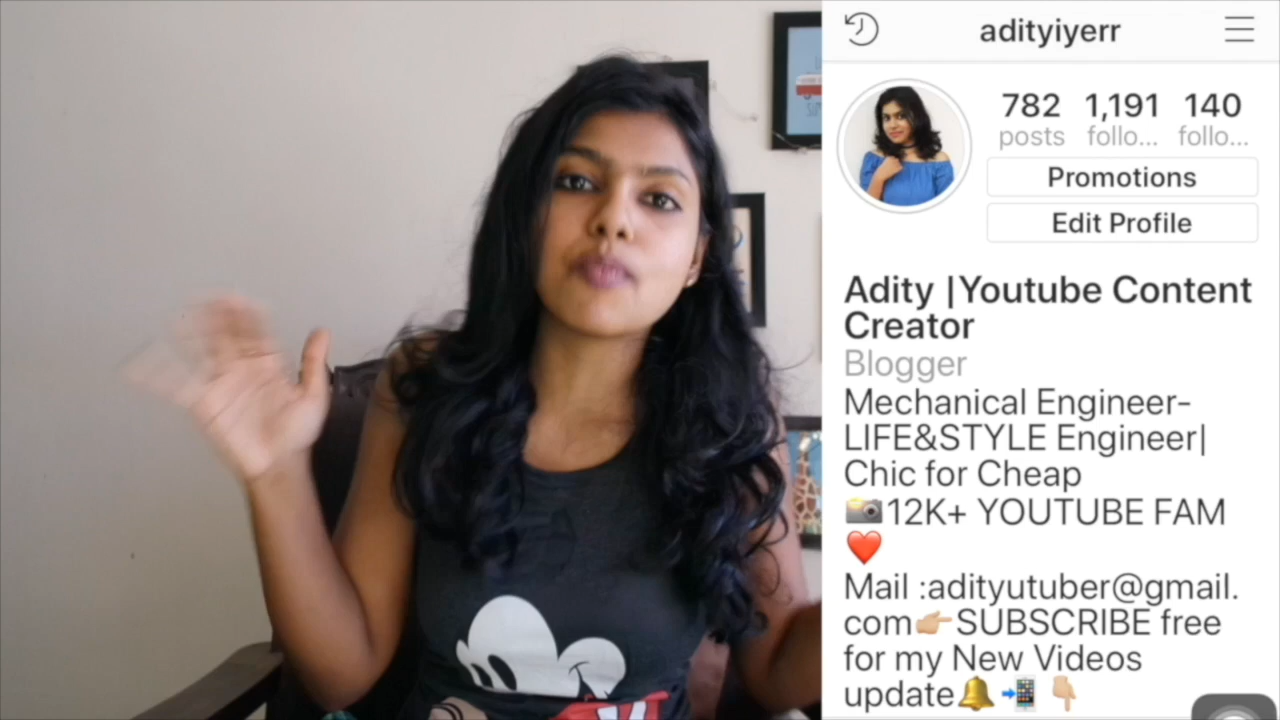 adityiyerr
782 1,191 140
posts follo... follo...
Promotions
Edit Profile
Adity |Youtube Content
Creator
Blogger
Mechanical Engineer-
LIFE&STYLE Engineer|
Chic for Cheap
📸12K+ YOUTUBE FAM
❤️
Mail :adityutuber@gmail.
com👉🏼SUBSCRIBE free
for my New Videos
update🔔📲👇🏼